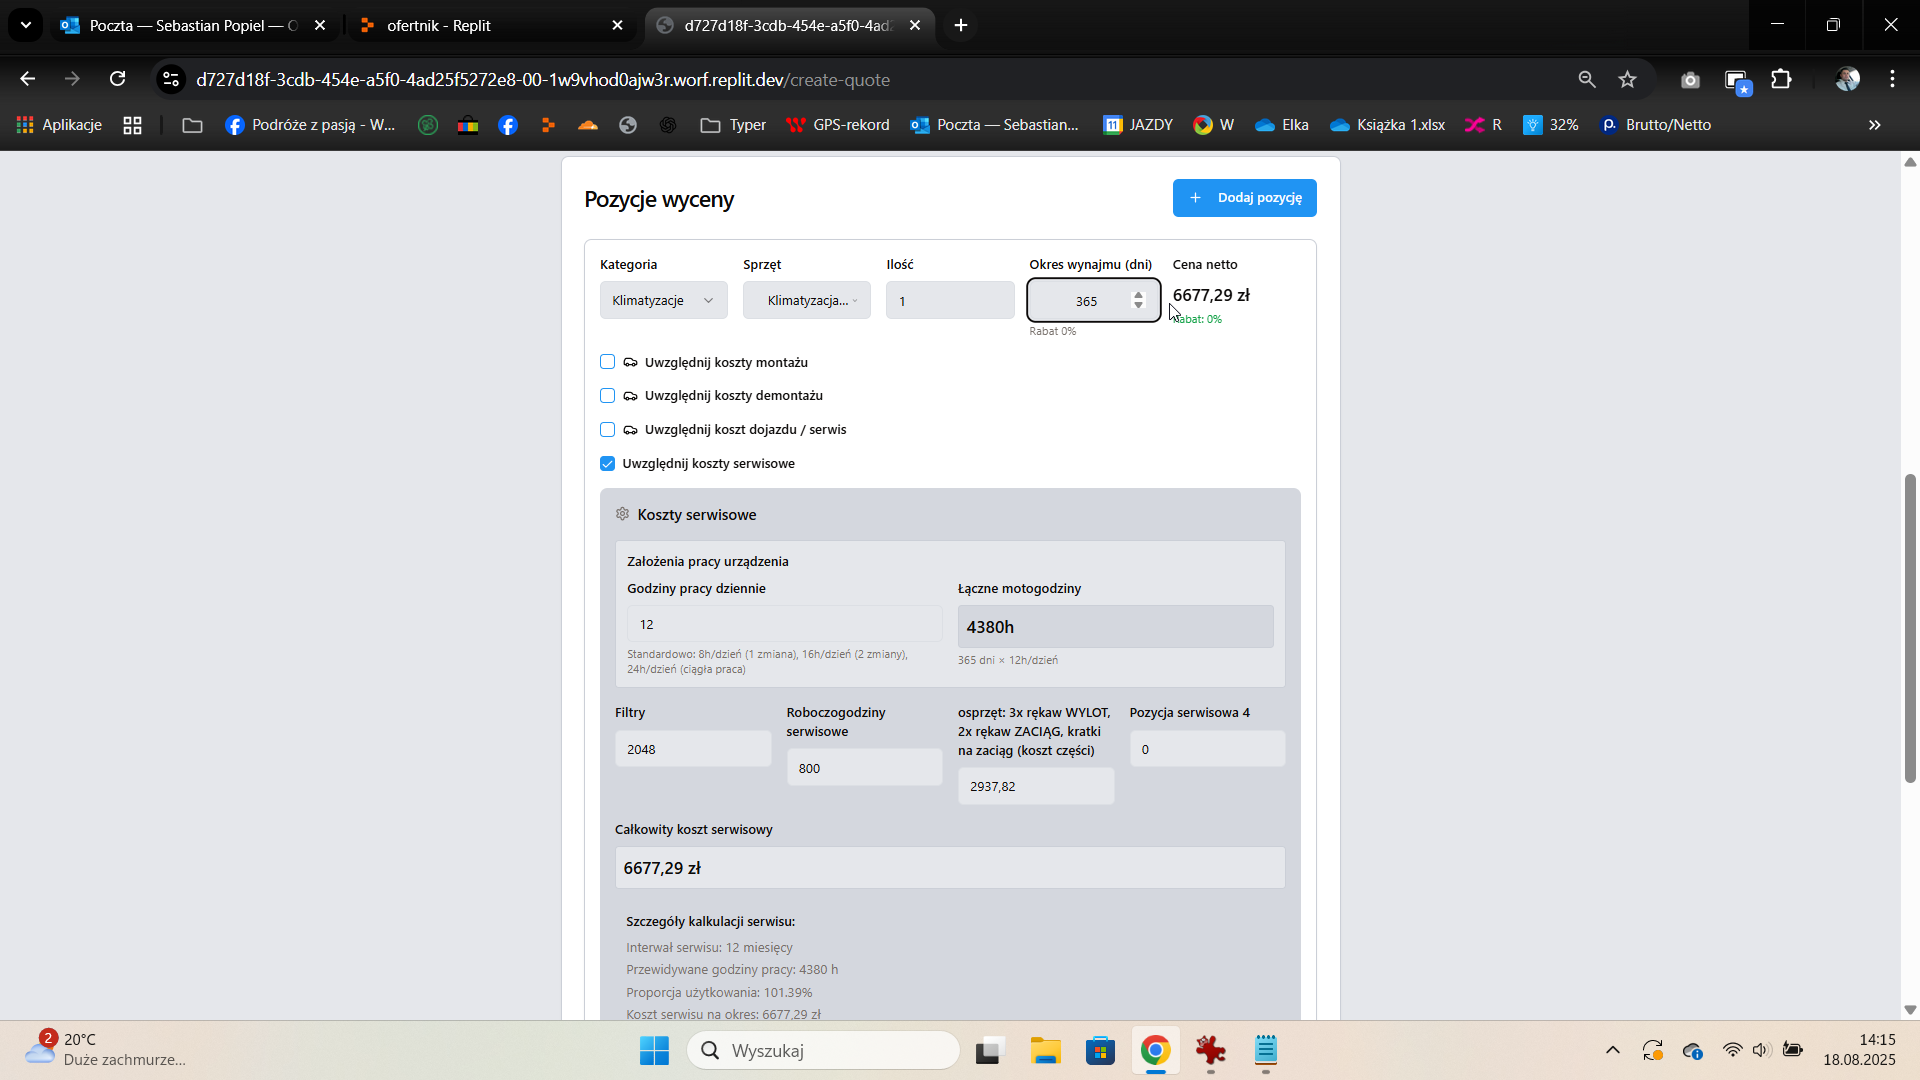 Poczta — Sebastian Popiel — O
ofertnik - Replit
d727d18f-3cdb-454e-a5f0-4ad2
d727d18f-3cdb-454e-a5f0-4ad25f5272e8-00-1w9vhod0ajw3r.worf.replit.dev/create-quote
Aplikacje
Podróże z pasją - W...
Typer
GPS-rekord
Poczta — Sebastian...
11 JAZDY
W
Elka
Książka 1.xlsx
R
32%
Brutto/Netto
Pozycje wyceny
Dodaj pozycję
Kategoria Sprzęt Ilość Okres wynajmu (dni) Cena netto
Klimatyzacje Klimatyzacja... 1 365 6677,29 zł
Rabat: 0%
Rabat 0%
Uwzględnij koszty montażu
Uwzględnij koszty demontażu
Uwzględnij koszt dojazdu / serwis
Uwzględnij koszty serwisowe
Koszty serwisowe
Założenia pracy urządzenia
Godziny pracy dziennie Łączne motogodziny
12 4380h
Standardowo: 8h/dzień (1 zmiana), 16h/dzień (2 zmiany),
24h/dzień (ciągła praca)
365 dni × 12h/dzień
Filtry
2048
Roboczogodziny
serwisowe
800
osprzęt: 3x rękaw WYLOT,
2x rękaw ZACIĄG, kratki
na zaciąg (koszt części)
2937,82
Pozycja serwisowa 4
0
Całkowity koszt serwisowy
6677,29 zł
Szczegóły kalkulacji serwisu:
Interwał serwisu: 12 miesięcy
Przewidywane godziny pracy: 4380 h
Proporcja użytkowania: 101.39%
Koszt serwisu na okres: 6677,29 zł
2
20°C
Duże zachmurze...
Wyszukaj
14:15
18.08.2025